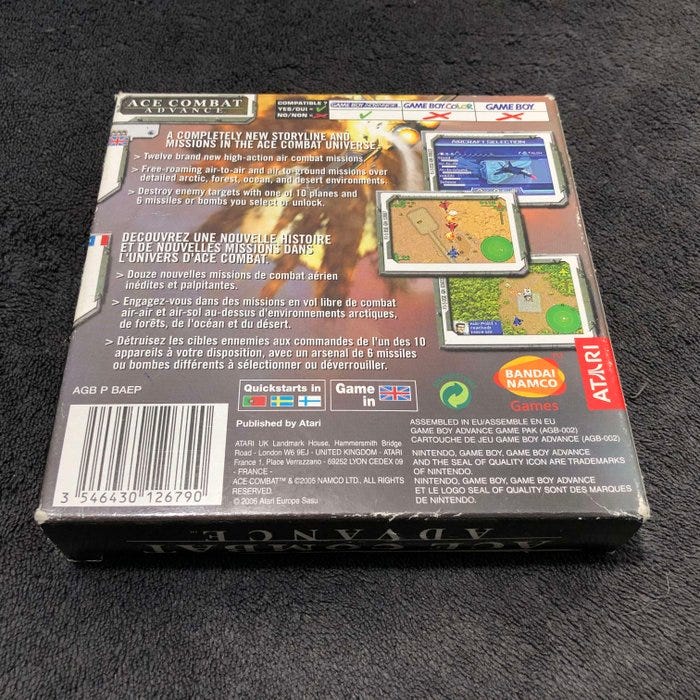 ACE COMBAT
ADVANCE
COMPATIBLE ?
YES/OUI =
NO/NON =
GAME BOY ADVANCE
GAME BOY COLOR
GAME BOY
A COMPLETELY NEW STORYLINE AND
MISSIONS IN THE ACE COMBAT UNIVERSE.
> Twelve brand new high-action air combat missions.
> Free-roaming air-to-air and air-to-ground missions over
detailed arctic, forest, ocean, and desert environments.
> Destroy enemy targets with one of 10 planes and
6 missiles or bombs you select or unlock.
AIRCRAFT SELECTION
DÉCOUVREZ UNE NOUVELLE HISTOIRE
ET DE NOUVELLES MISSIONS DANS
L'UNIVERS D'ACE COMBAT.
> Douze nouvelles missions de combat aérien
inédites et palpitantes.
> Engagez-vous dans des missions en vol libre de combat
air-air et air-sol au-dessus d'environnements arctiques,
de forêts, de l'océan et du désert.
> Détruisez les cibles ennemies aux commandes de l'un des 10
appareils à votre disposition, avec un arsenal de 6 missiles
ou bombes différents à sélectionner ou déverrouiller.
AGB P BAEP
Quickstarts in
Game
in
BANDAI
NAMCO
Games
ATARI
3 546430 126790
Published by Atari
ATARI UK Landmark House, Hammersmith Bridge
Road - London W6 9EJ - UNITED KINGDOM - ATARI
France 1, Place Verrazzano - 69252 LYON CEDEX 09
- FRANCE -
ACE COMBAT™ & ©2005 NAMCO LTD., ALL RIGHTS
RESERVED.
© 2005 Atari Europa Sasu
ASSEMBLED IN EU/ASSEMBLE EN EU
GAME BOY ADVANCE GAME PAK (AGB-002)
CARTOUCHE DE JEU GAME BOY ADVANCE (AGB-002)
NINTENDO, GAME BOY, GAME BOY ADVANCE
AND THE SEAL OF QUALITY ICON ARE TRADEMARKS
OF NINTENDO.
NINTENDO, GAME BOY, GAME BOY ADVANCE
ET LE LOGO SEAL OF QUALITY SONT DES MARQUES
DE NINTENDO.
ACE COMBAT
ADVANCE™